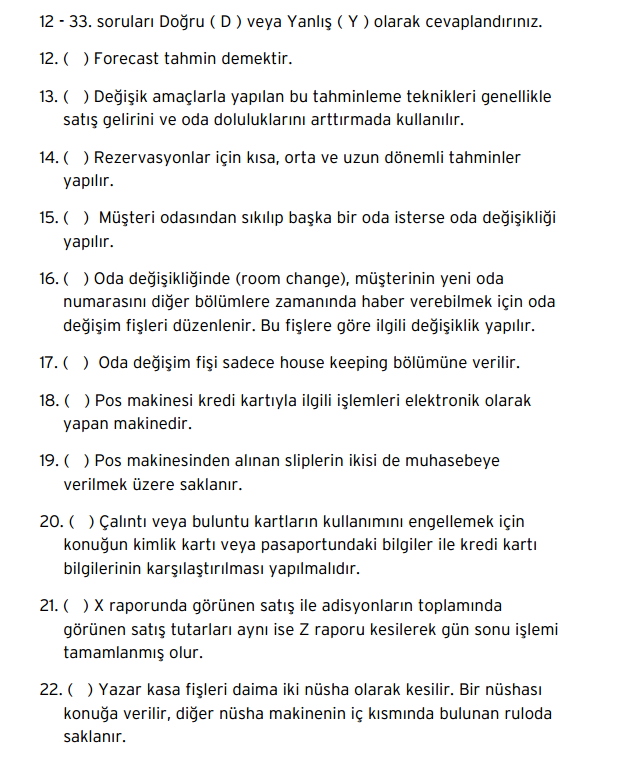 12 - 33. soruları Doğru ( D ) veya Yanlış ( Y ) olarak cevaplandırınız.
12. (   ) Forecast tahmin demektir.
13. (   ) Değişik amaçlarla yapılan bu tahminleme teknikleri genellikle
satış gelirini ve oda doluluklarını arttırmada kullanılır.
14. (   ) Rezervasyonlar için kısa, orta ve uzun dönemli tahminler
yapılır.
15. (   ) Müşteri odasından sıkılıp başka bir oda isterse oda değişikliği
yapılır.
16. (   ) Oda değişikliğinde (room change), müşterinin yeni oda
numarasını diğer bölümlere zamanında haber verebilmek için oda
değişim fişleri düzenlenir. Bu fişlere göre ilgili değişiklik yapılır.
17. (   ) Oda değişim fişi sadece house keeping bölümüne verilir.
18. (   ) Pos makinesi kredi kartıyla ilgili işlemleri elektronik olarak
yapan makinedir.
19. (   ) Pos makinesinden alınan sliplerin ikisi de muhasebeye
verilmek üzere saklanır.
20. (   ) Çalıntı veya buluntu kartların kullanımını engellemek için
konuğun kimlik kartı veya pasaportundaki bilgiler ile kredi kartı
bilgilerinin karşılaştırılması yapılmalıdır.
21. (   ) X raporunda görünen satış ile adisyonların toplamında
görünen satış tutarları aynı ise Z raporu kesilerek gün sonu işlemi
tamamlanmış olur.
22. (   ) Yazar kasa fişleri daima iki nüsha olarak kesilir. Bir nüshası
konuğa verilir, diğer nüsha makinenin iç kısmında bulunan ruloda
saklanır.